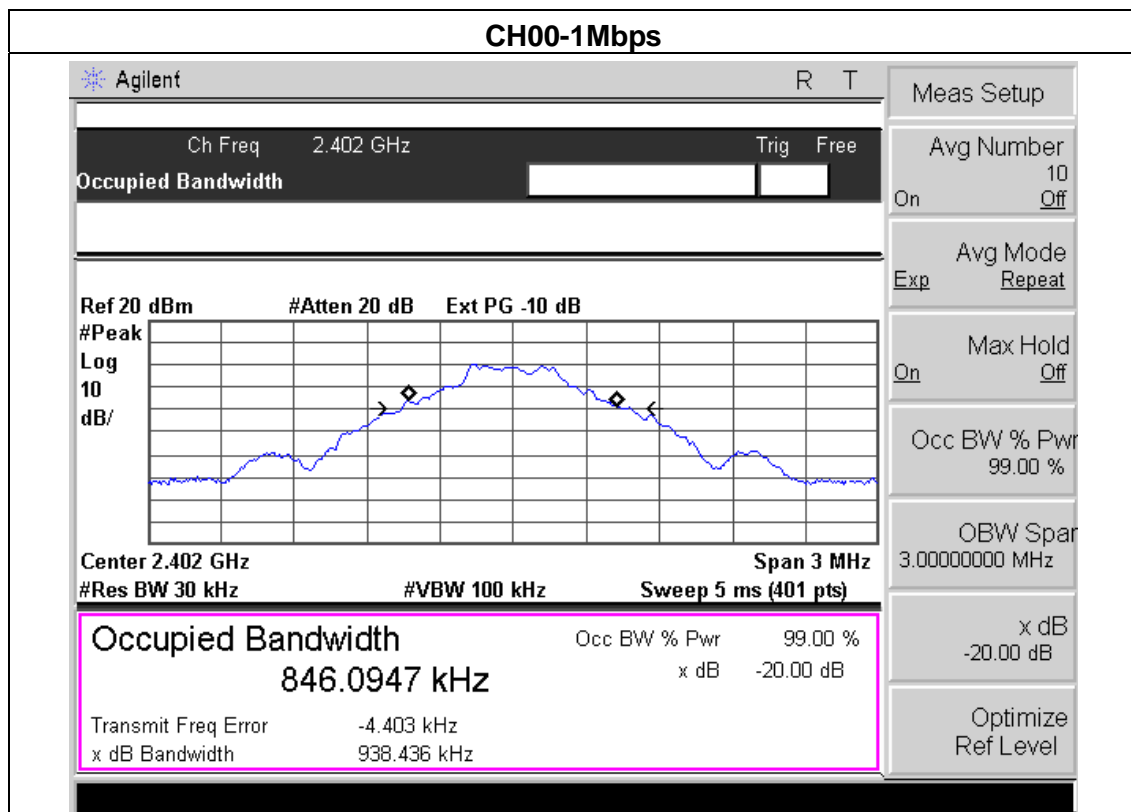 CH00-1Mbps
Agilent R T
Ch Freq 2.402 GHz Trig Free
Occupied Bandwidth
Ref 20 dBm #Atten 20 dB Ext PG -10 dB
#Peak
Log
10
dB/
Center 2.402 GHz Span 3 MHz
#Res BW 30 kHz #VBW 100 kHz Sweep 5 ms (401 pts)
Occupied Bandwidth Occ BW % Pwr 99.00 %
846.0947 kHz x dB -20.00 dB
Transmit Freq Error -4.403 kHz
x dB Bandwidth 938.436 kHz
Meas Setup
Avg Number
10
On Off
Avg Mode
Exp Repeat
Max Hold
On Off
Occ BW % Pwr
99.00 %
OBW Span
3.00000000 MHz
x dB
-20.00 dB
Optimize
Ref Level